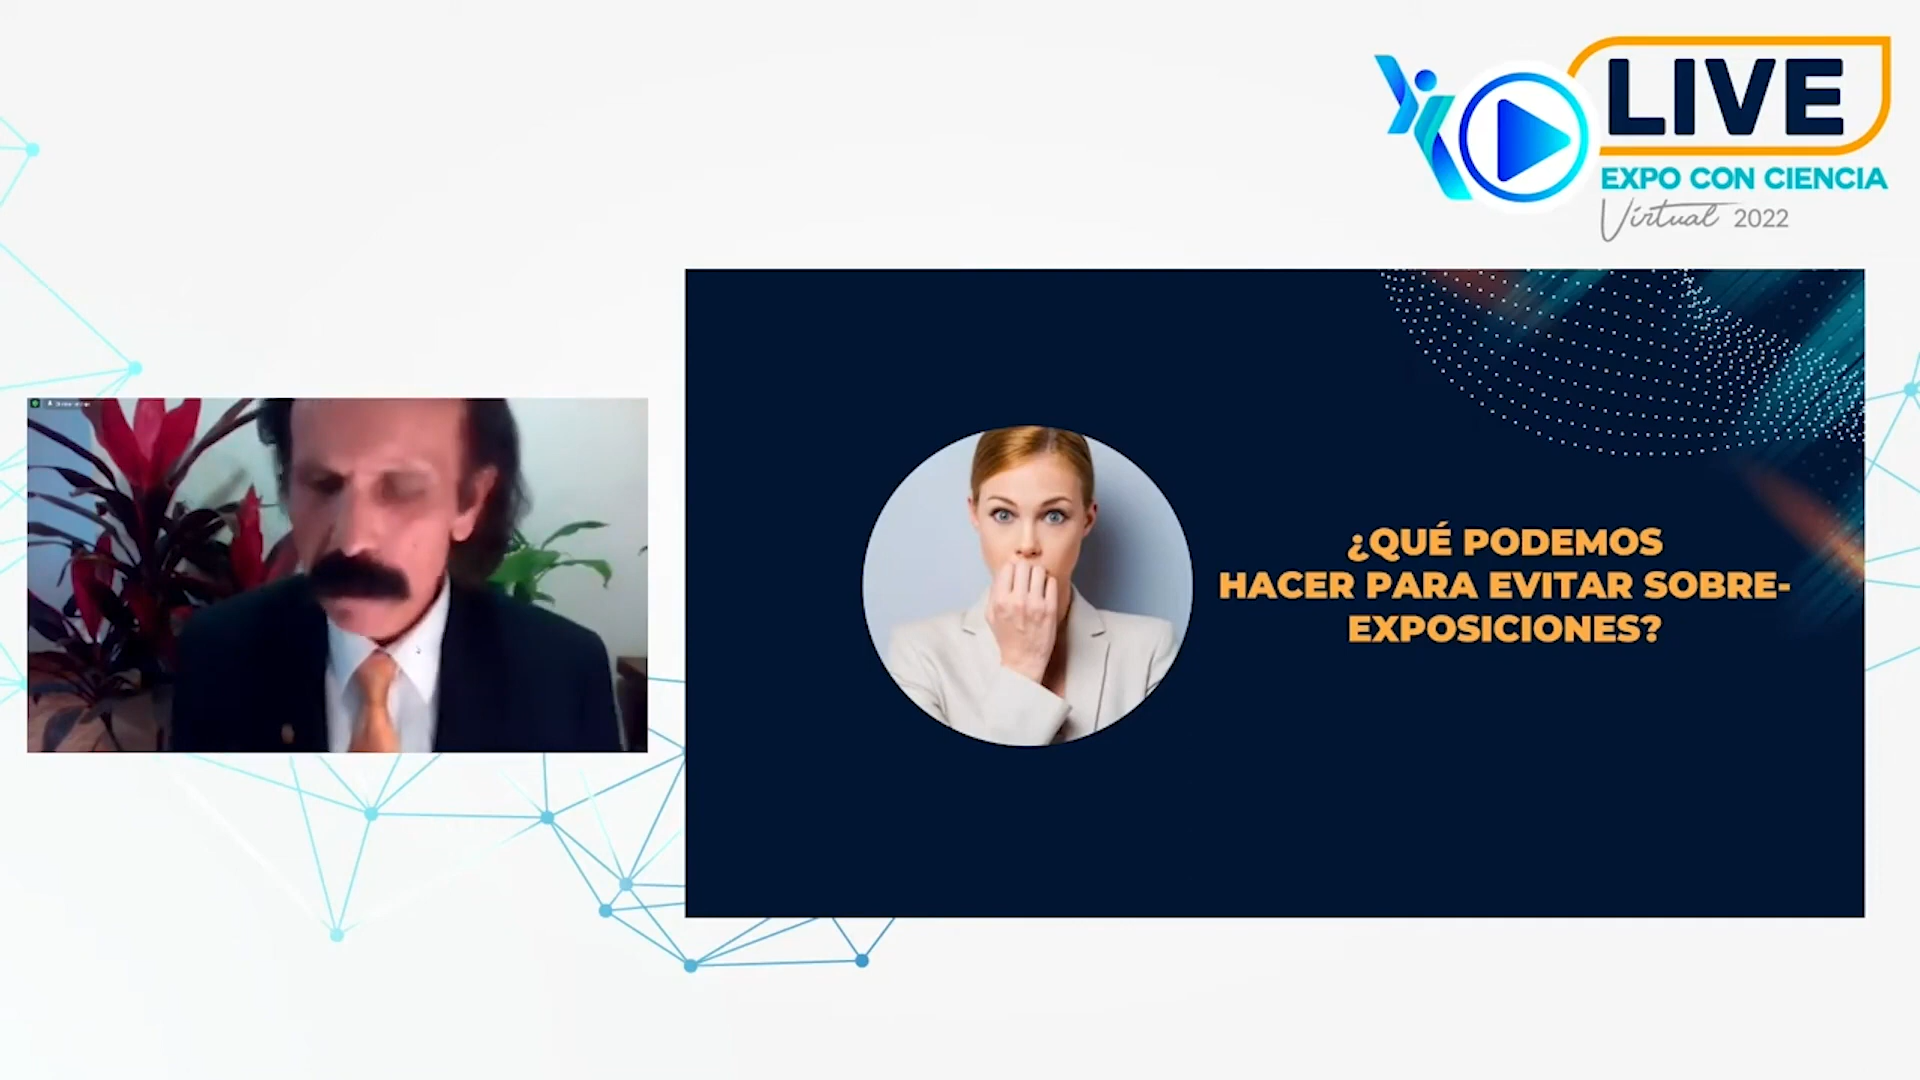 LIVE
EXPO CON CIENCIA
Virtual 2022
¿QUÉ PODEMOS
HACER PARA EVITAR SOBRE-
EXPOSICIONES?